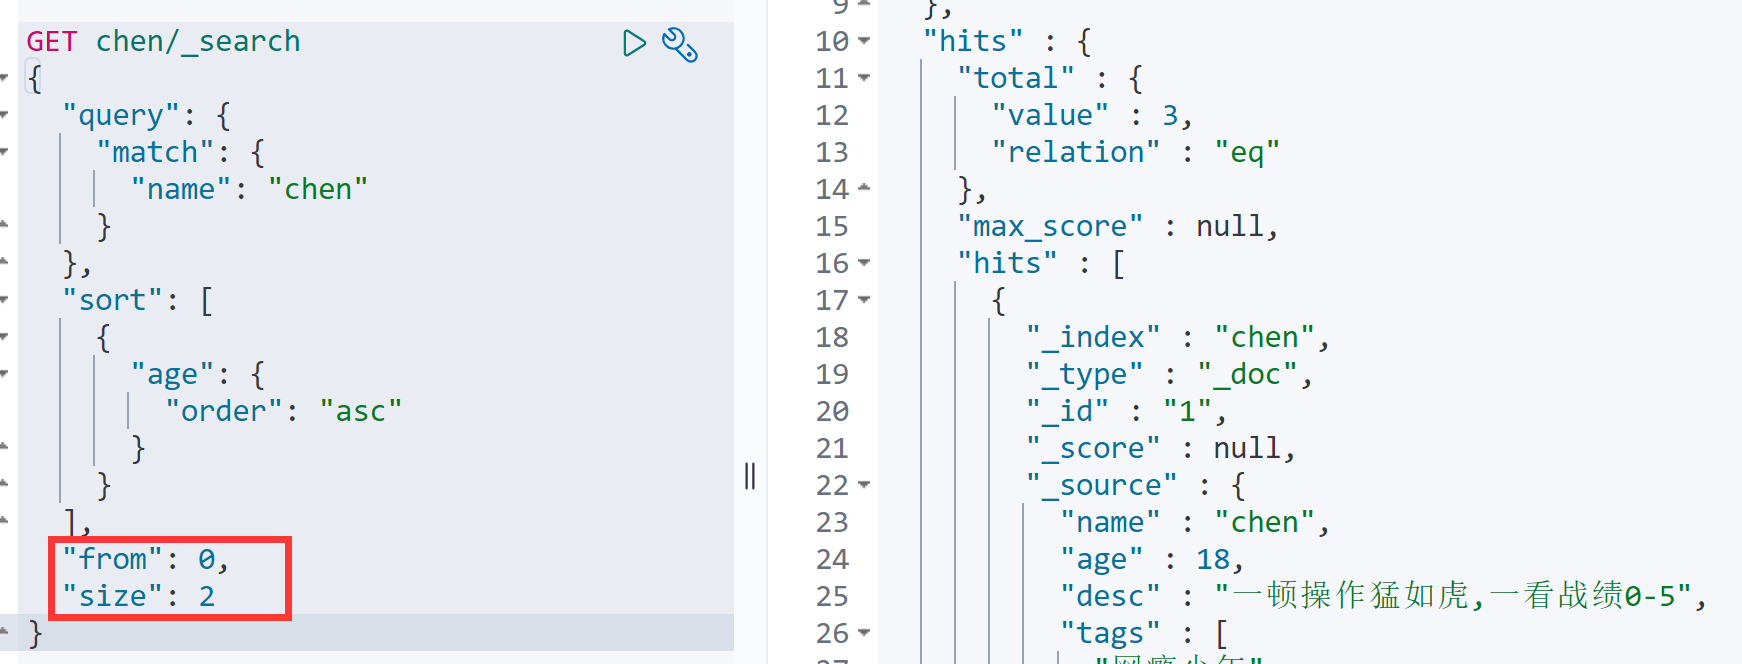 GET chen/_search
{
"query": {
"match": {
"name": "chen"
}
},
"sort": [
{
"age": {
"order": "asc"
}
}
],
"from": 0,
"size": 2
}
9 },
10 "hits" : {
11 "total" : {
12 "value" : 3,
13 "relation" : "eq"
14 },
15 "max_score" : null,
16 "hits" : [
17 {
18 "_index" : "chen",
19 "_type" : "_doc",
20 "_id" : "1",
21 "_score" : null,
22 "_source" : {
23 "name" : "chen",
24 "age" : 18,
25 "desc" : "一顿操作猛如虎,一看战绩0-5",
26 "tags" : [